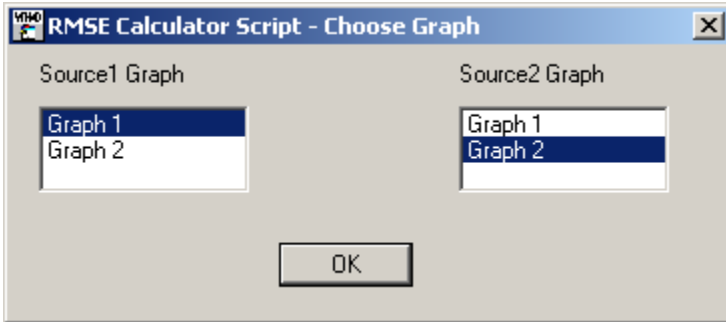 RMSE Calculator Script - Choose Graph
Source1 Graph
Graph 1
Graph 2
Source2 Graph
Graph 1
Graph 2
OK